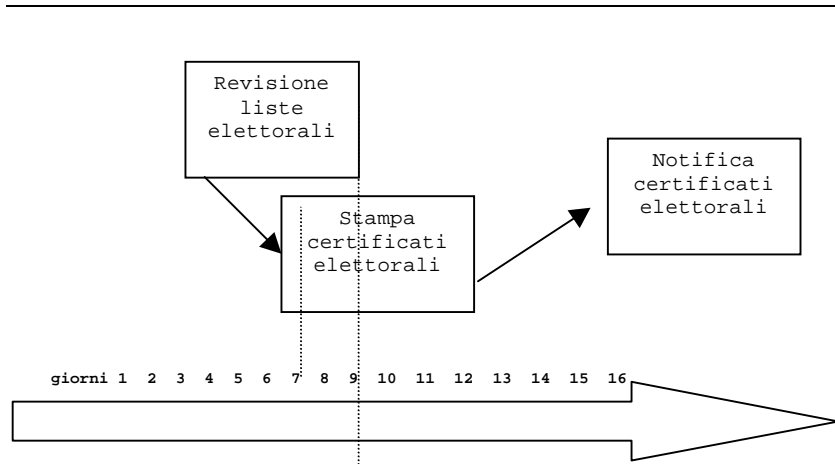 Revisione
liste
elettorali
Stampa
certificati
elettorali
Notifica
certificati
elettorali
giorni 1 2 3 4 5 6 7 8 9 10 11 12 13 14 15 16